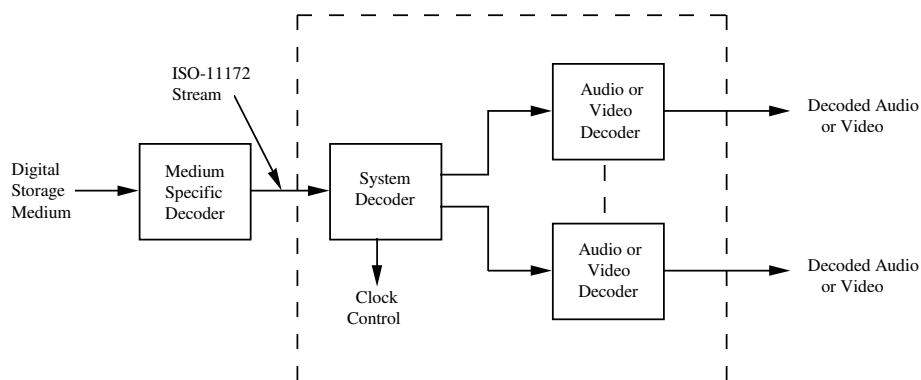 ISO-11172
Stream
Digital
Storage
Medium
Medium
Specific
Decoder
System
Decoder
Clock
Control
Audio or
Video
Decoder
Decoded Audio
or Video
Audio or
Video
Decoder
Decoded Audio
or Video